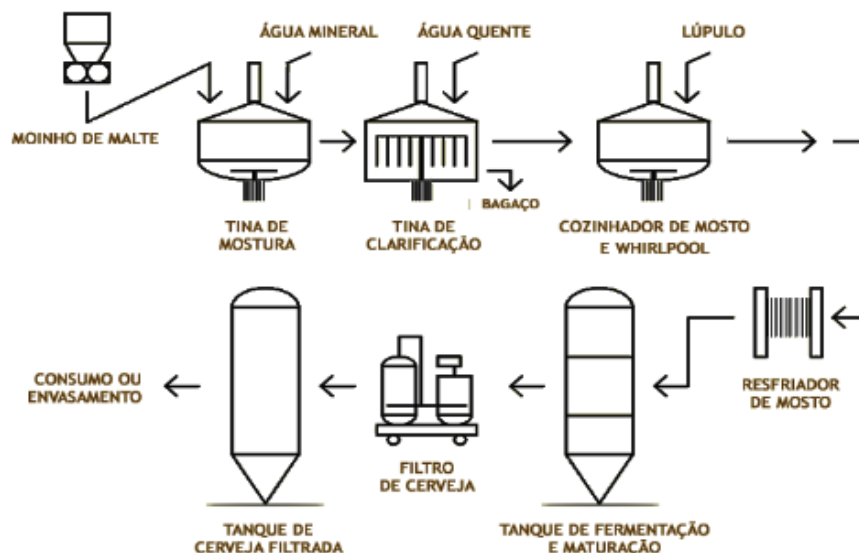 ÁGUA MINERAL
ÁGUA QUENTE
LÚPULO
MOINHO DE MALTE
BAGAÇO
TINA DE
MOSTURA
TINA DE
CLARIFICAÇÃO
COZINHADOR DE MOSTO
E WHIRLPOOL
CONSUMO OU
ENVASAMENTO
RESFRIADOR
DE MOSTO
FILTRO
DE CERVEJA
TANQUE DE
CERVEJA FILTRADA
TANQUE DE FERMENTAÇÃO
E MATURAÇÃO